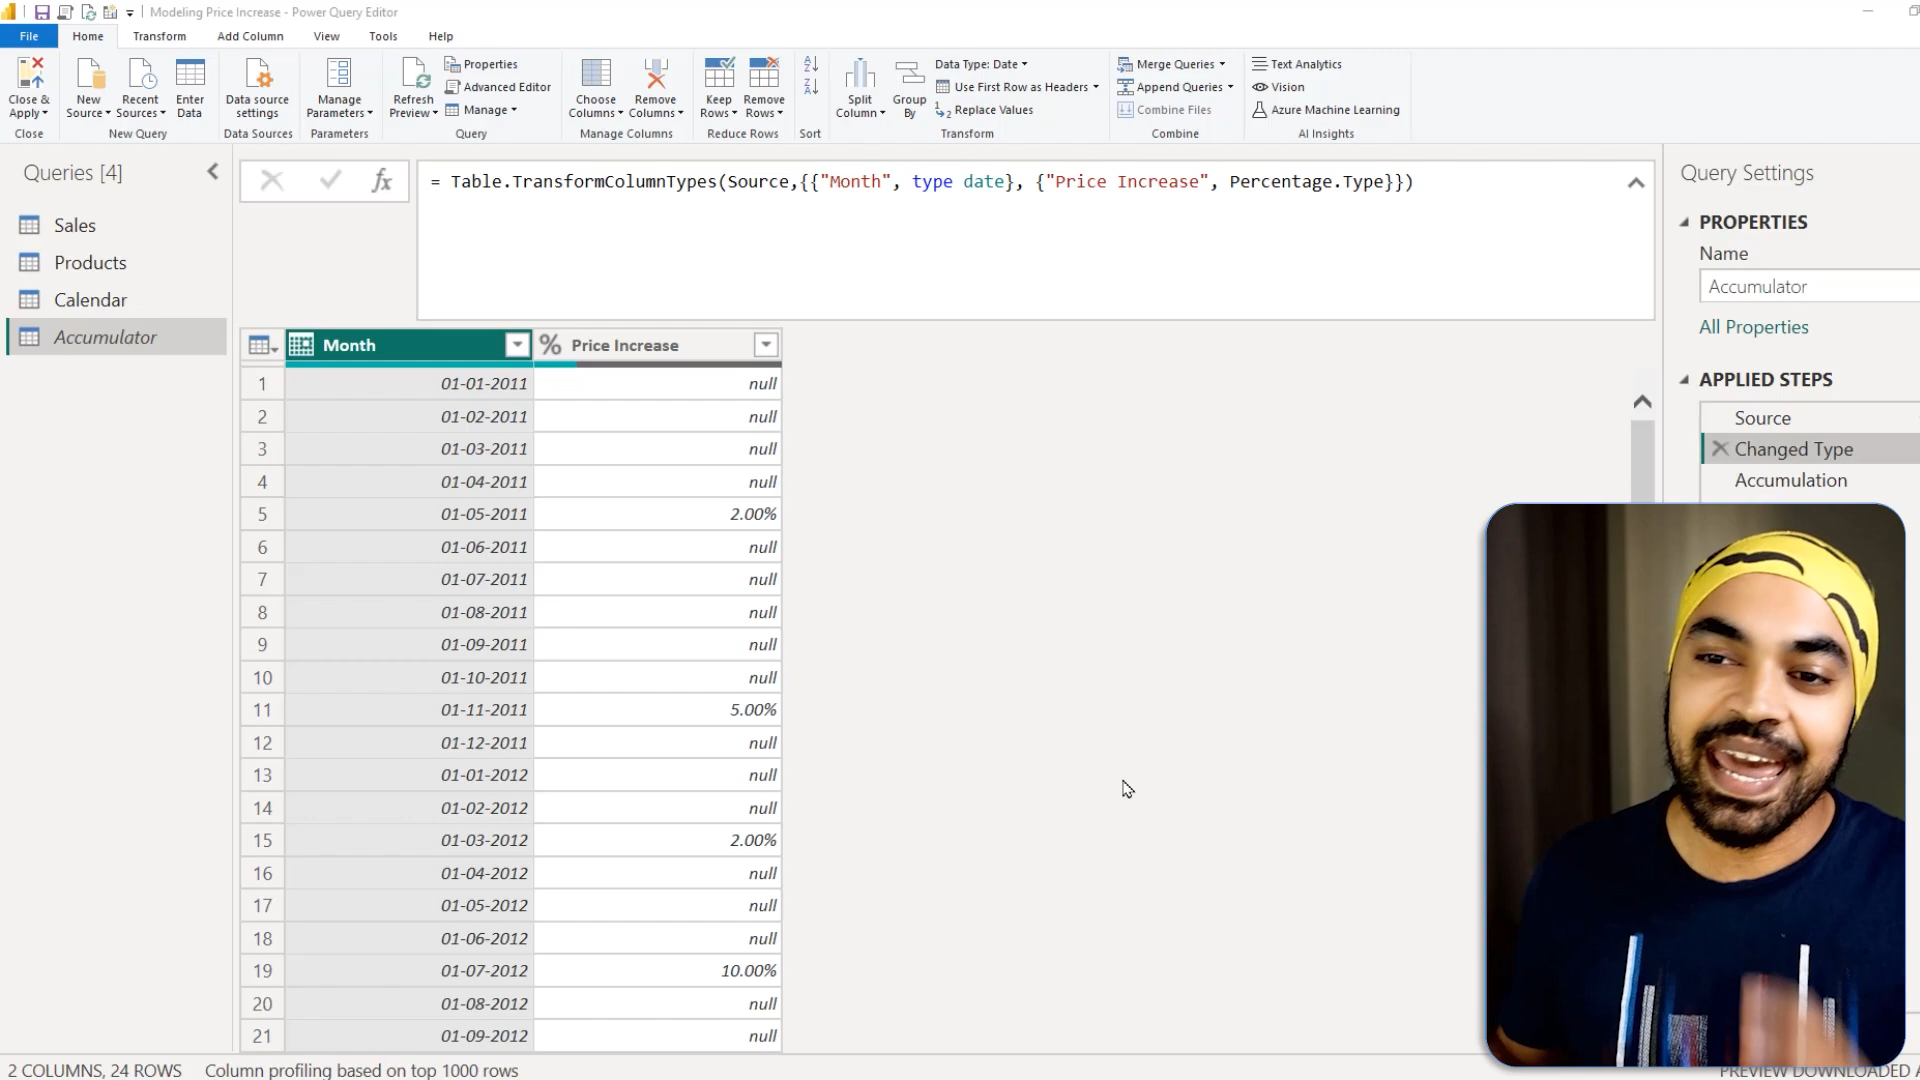 Modeling Price Increase - Power Query Editor
File Home Transform Add Column View Tools Help
Close & Apply
Close
New Source
Recent Sources
Enter Data
New Query
Data source settings
Data Sources
Manage Parameters
Parameters
Refresh Preview
Properties
Advanced Editor
Manage
Query
Choose Columns
Remove Columns
Manage Columns
Keep Rows
Remove Rows
Reduce Rows
Sort
Split Column
Group By
Data Type: Date
Use First Row as Headers
Replace Values
Transform
Merge Queries
Append Queries
Combine Files
Combine
Text Analytics
Vision
Azure Machine Learning
AI Insights
Queries [4]
Sales
Products
Calendar
Accumulator
fx
= Table.TransformColumnTypes(Source,{{"Month", type date}, {"Price Increase", Percentage.Type}})
Month % Price Increase
1 01-01-2011 null
2 01-02-2011 null
3 01-03-2011 null
4 01-04-2011 null
5 01-05-2011 2.00%
6 01-06-2011 null
7 01-07-2011 null
8 01-08-2011 null
9 01-09-2011 null
10 01-10-2011 null
11 01-11-2011 5.00%
12 01-12-2011 null
13 01-01-2012 null
14 01-02-2012 null
15 01-03-2012 2.00%
16 01-04-2012 null
17 01-05-2012 null
18 01-06-2012 null
19 01-07-2012 10.00%
20 01-08-2012 null
21 01-09-2012 null
Query Settings
PROPERTIES
Name
Accumulator
All Properties
APPLIED STEPS
Source
Changed Type
Accumulation
2 COLUMNS, 24 ROWS Column profiling based on top 1000 rows
PREVIEW DOWNLOADED A